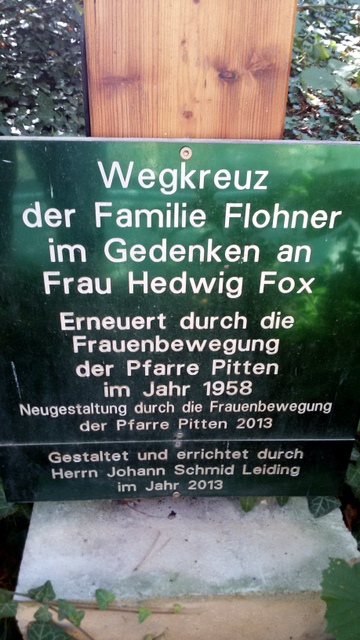 Wegkreuz
der Familie Flohner
im Gedenken an
Frau Hedwig Fox
Erneuert durch die
Frauenbewegung
der Pfarre Pitten
im Jahr 1958
Neugestaltung durch die Frauenbewegung
der Pfarre Pitten 2013
Gestaltet und errichtet durch
Herrn Johann Schmid Leiding
im Jahr 2013